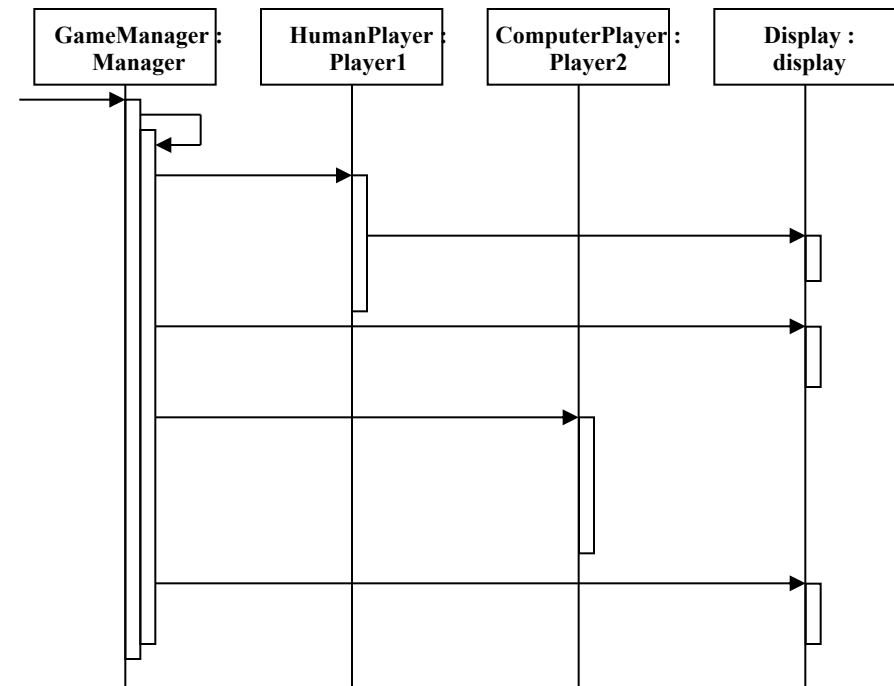 GameManager :
Manager
HumanPlayer :
Player1
ComputerPlayer :
Player2
Display :
display